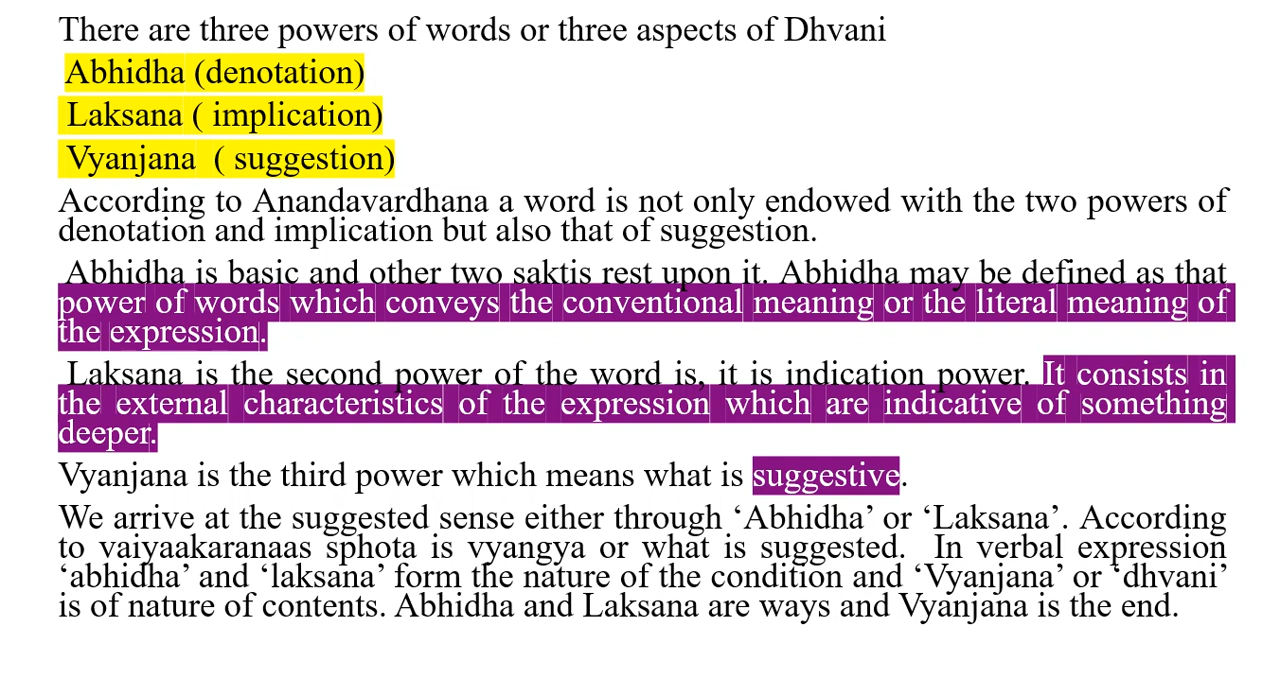 There are three powers of words or three aspects of Dhvani
Abhidha (denotation)
Laksana ( implication)
Vyanjana ( suggestion)
According to Anandavardhana a word is not only endowed with the two powers of
denotation and implication but also that of suggestion.
Abhidha is basic and other two saktis rest upon it. Abhidha may be defined as that
power of words which conveys the conventional meaning or the literal meaning of
the expression.
Laksana is the second power of the word is, it is indication power. It consists in
the external characteristics of the expression which are indicative of something
deeper.
Vyanjana is the third power which means what is suggestive.
We arrive at the suggested sense either through ‘Abhidha’ or ‘Laksana’. According
to vaiyaakaranaas sphota is vyangya or what is suggested. In verbal expression
‘abhidha’ and ‘laksana’ form the nature of the condition and ‘Vyanjana’ or ‘dhvani’
is of nature of contents. Abhidha and Laksana are ways and Vyanjana is the end.